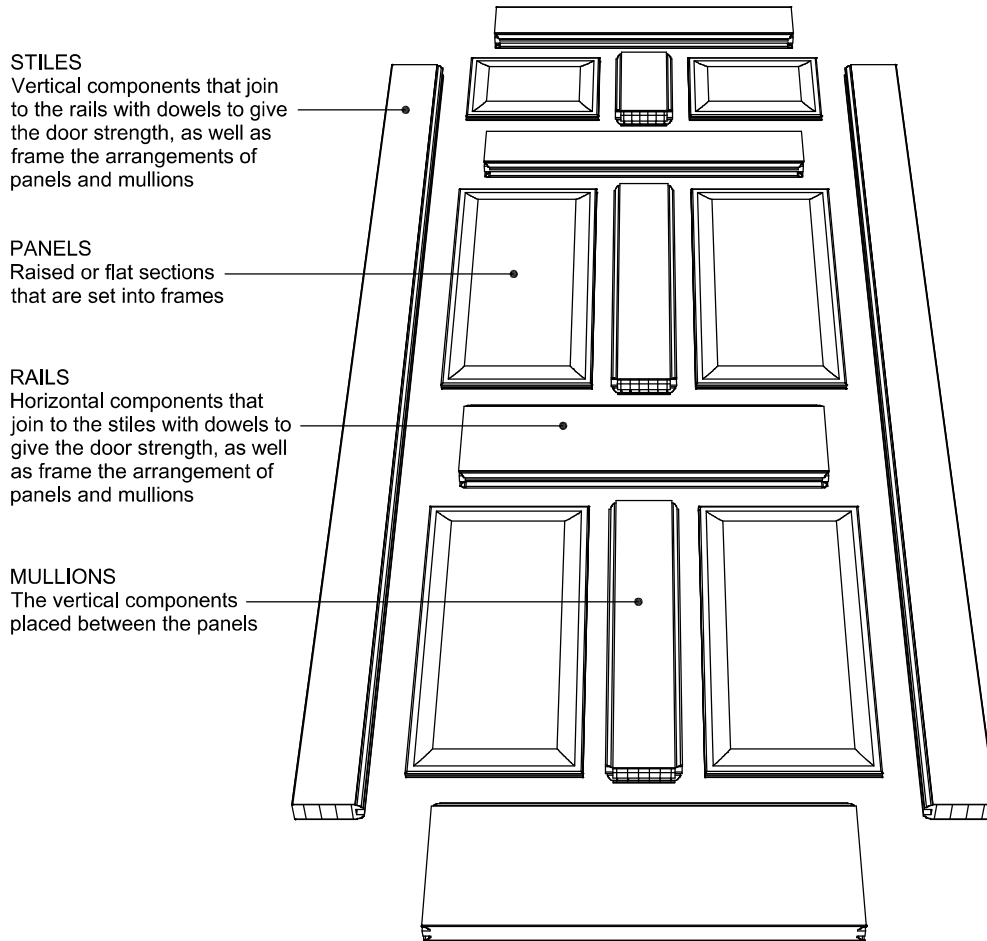 STILES
Vertical components that join
to the rails with dowels to give
the door strength, as well as
frame the arrangements of
panels and mullions
PANELS
Raised or flat sections
that are set into frames
RAILS
Horizontal components that
join to the stiles with dowels to
give the door strength, as well
as frame the arrangement of
panels and mullions
MULLIONS
The vertical components
placed between the panels